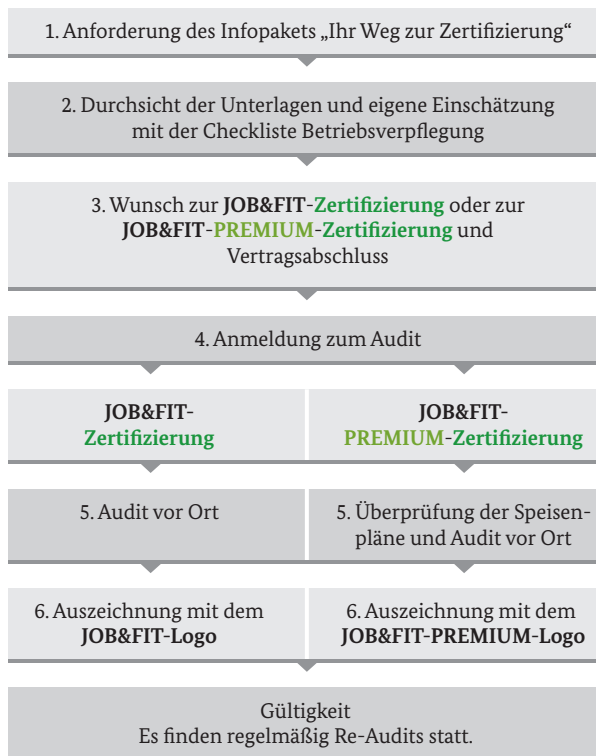 1. Anforderung des Infopakets „Ihr Weg zur Zertifizierung“
2. Durchsicht der Unterlagen und eigene Einschätzung
mit der Checkliste Betriebsverpflegung
3. Wunsch zur JOB&FIT-Zertifizierung oder zur
JOB&FIT-PREMIUM-Zertifizierung und
Vertragsabschluss
4. Anmeldung zum Audit
JOB&FIT-
Zertifizierung
JOB&FIT-
PREMIUM-Zertifizierung
5. Audit vor Ort
5. Überprüfung der Speisen-
pläne und Audit vor Ort
6. Auszeichnung mit dem
JOB&FIT-Logo
6. Auszeichnung mit dem
JOB&FIT-PREMIUM-Logo
Gültigkeit
Es finden regelmäßig Re-Audits statt.